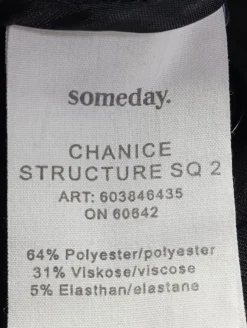 someday.
CHANICE
STRUCTURE SQ 2
ART: 603846435
ON 60642
64% Polyester/polyester
31% Viskose/viscose
5% Elasthan/elastane